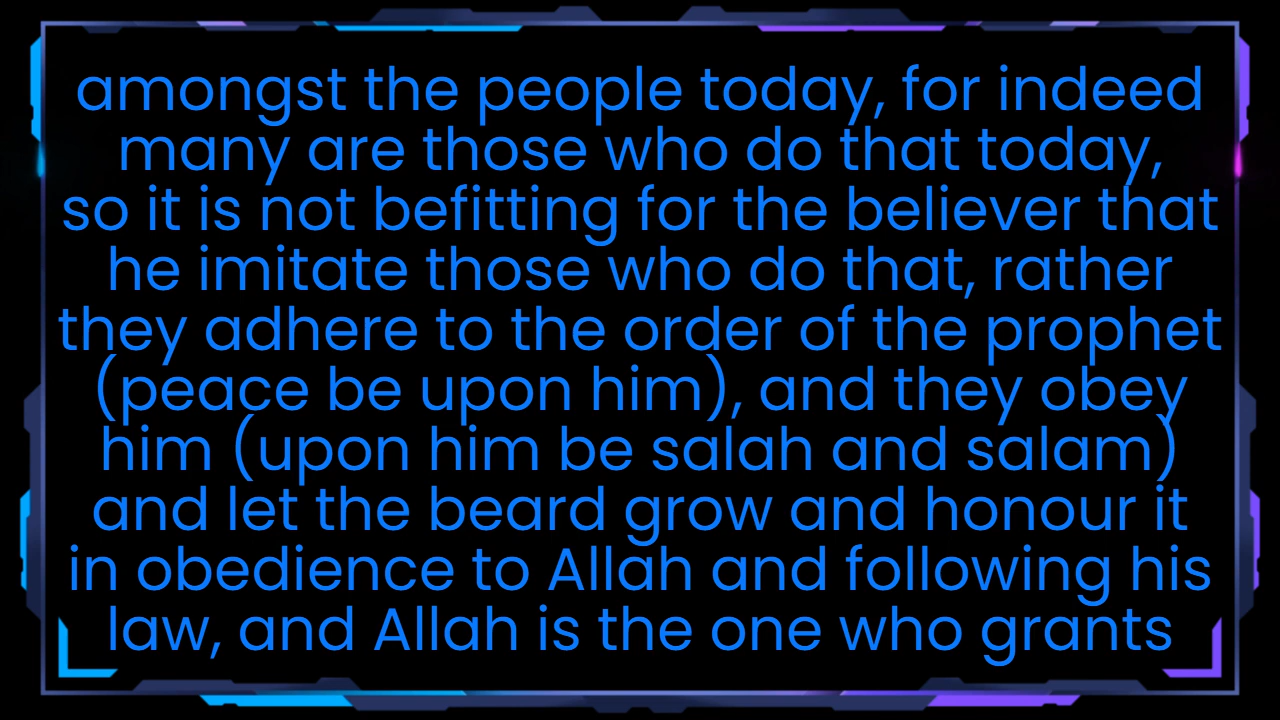 amongst the people today, for indeed
many are those who do that today,
so it is not befitting for the believer that
he imitate those who do that, rather
they adhere to the order of the prophet
(peace be upon him), and they obey
him (upon him be salah and salam)
and let the beard grow and honour it
in obedience to Allah and following his
law, and Allah is the one who grants